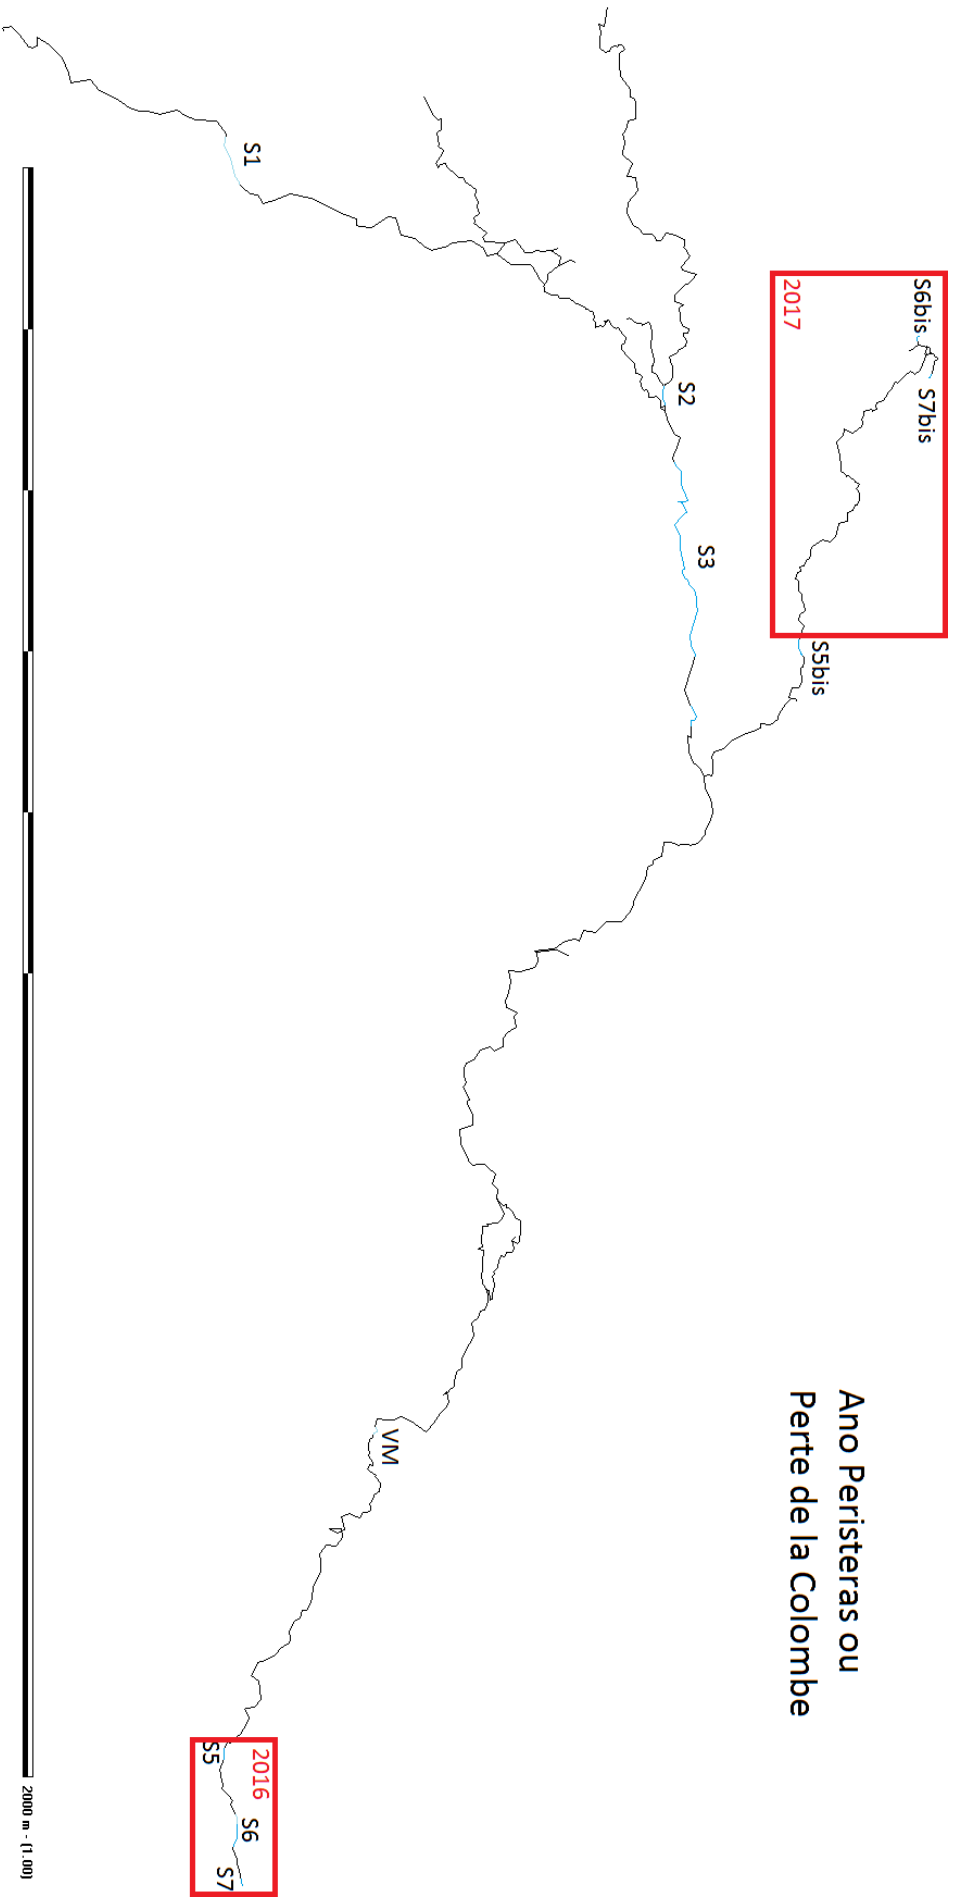 Ano Peristeras ou
Perte de la Colombe
2017
S6bis
S7bis
S5bis
S1
S2
S3
VM
2016
S5
S6
S7
2000 m - (1.00)